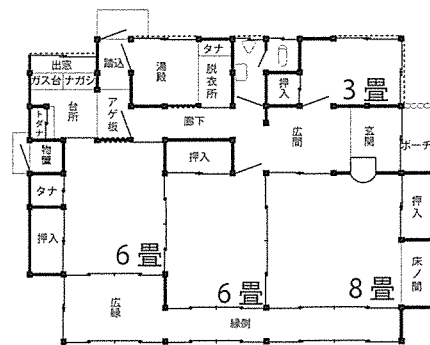 出窓
ガス台
ナガシ
踏込
湯殿
タナ
脱衣所
押入
3畳
台所
アゲ板
トダナ
廊下
広間
玄関
ポーチ
物置
押入
タナ
押入
押入
6畳
6畳
8畳
床ノ間
広縁
縁側